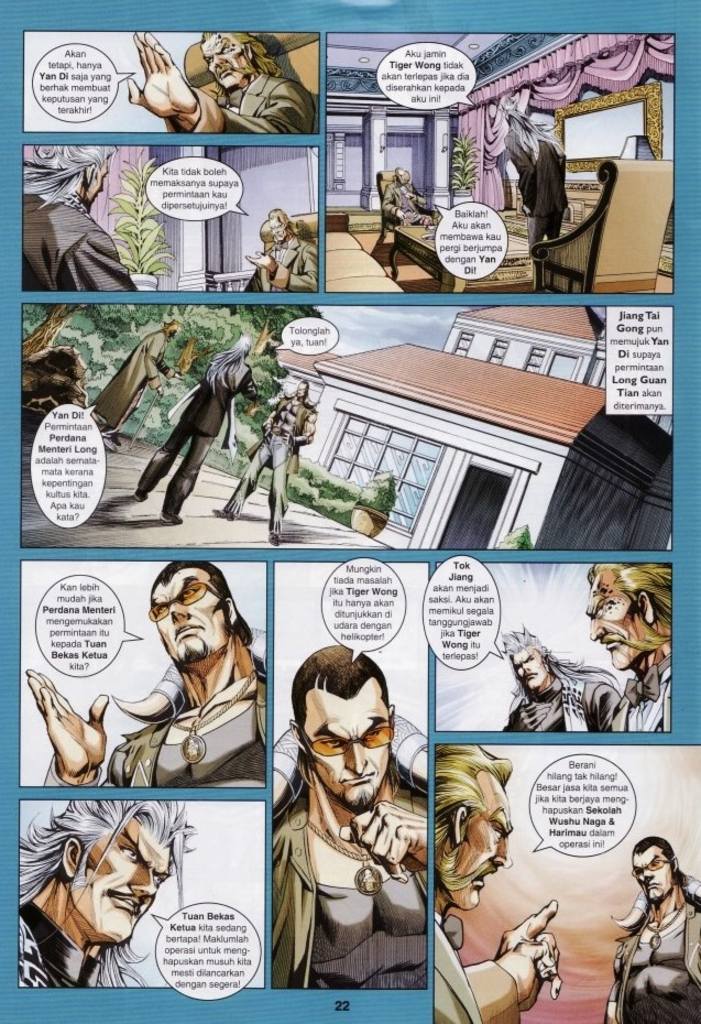 Akan
tetapi, hanya
Yan Di saja yang
berhak membuat
keputusan yang
terakhir!
Aku jamin
Tiger Wong tidak
akan terlepas jika dia
diserahkan kepada
aku ini!
Kita tidak boleh
memaksanya supaya
permintaan kau
dipersetujuinya!
Baiklah!
Aku akan
membawa kau
pergi berjumpa
dengan Yan
Di!
Jiang Tai
Gong pun
memujuk Yan
Di supaya
permintaan
Long Guan
Tian akan
diterimanya.
Tolonglah
ya, tuan!
Yan Di!
Permintaan
Perdana
Menteri Long
adalah semata-
mata kerana
kepentingan
kultus kita.
Apa kau
kata?
Kan lebih
mudah jika
Perdana Menteri
mengemukakan
permintaan itu
kepada Tuan
Bekas Ketua
kita?
Mungkin
tiada masalah
jika Tiger Wong
itu hanya akan
ditunjukkan di
udara dengan
helikopter!
Tok
Jiang
akan menjadi
saksi. Aku akan
memikul segala
tanggungjawab
jika Tiger
Wong itu
terlepas!
Tuan Bekas
Ketua kita sedang
bertapa! Maklumlah
operasi untuk meng-
hapuskan musuh kita
mesti dilancarkan
dengan segera!
Berani
hilang tak hilang!
Besar jasa kita semua
jika kita berjaya meng-
hapuskan Sekolah
Wushu Naga &
Harimau dalam
operasi ini!
22